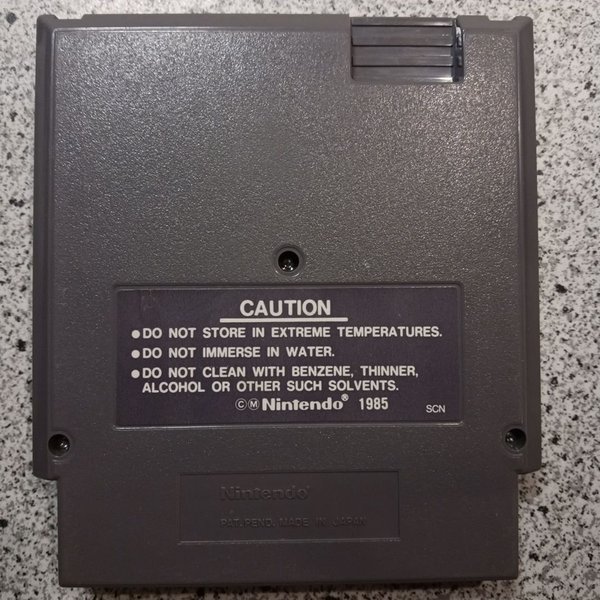 CAUTION
●DO NOT STORE IN EXTREME TEMPERATURES.
●DO NOT IMMERSE IN WATER.
●DO NOT CLEAN WITH BENZENE, THINNER,
ALCOHOL OR OTHER SUCH SOLVENTS.
ⒸⓂNintendo® 1985 SCN
Nintendo®
PAT. PEND. MADE IN JAPAN